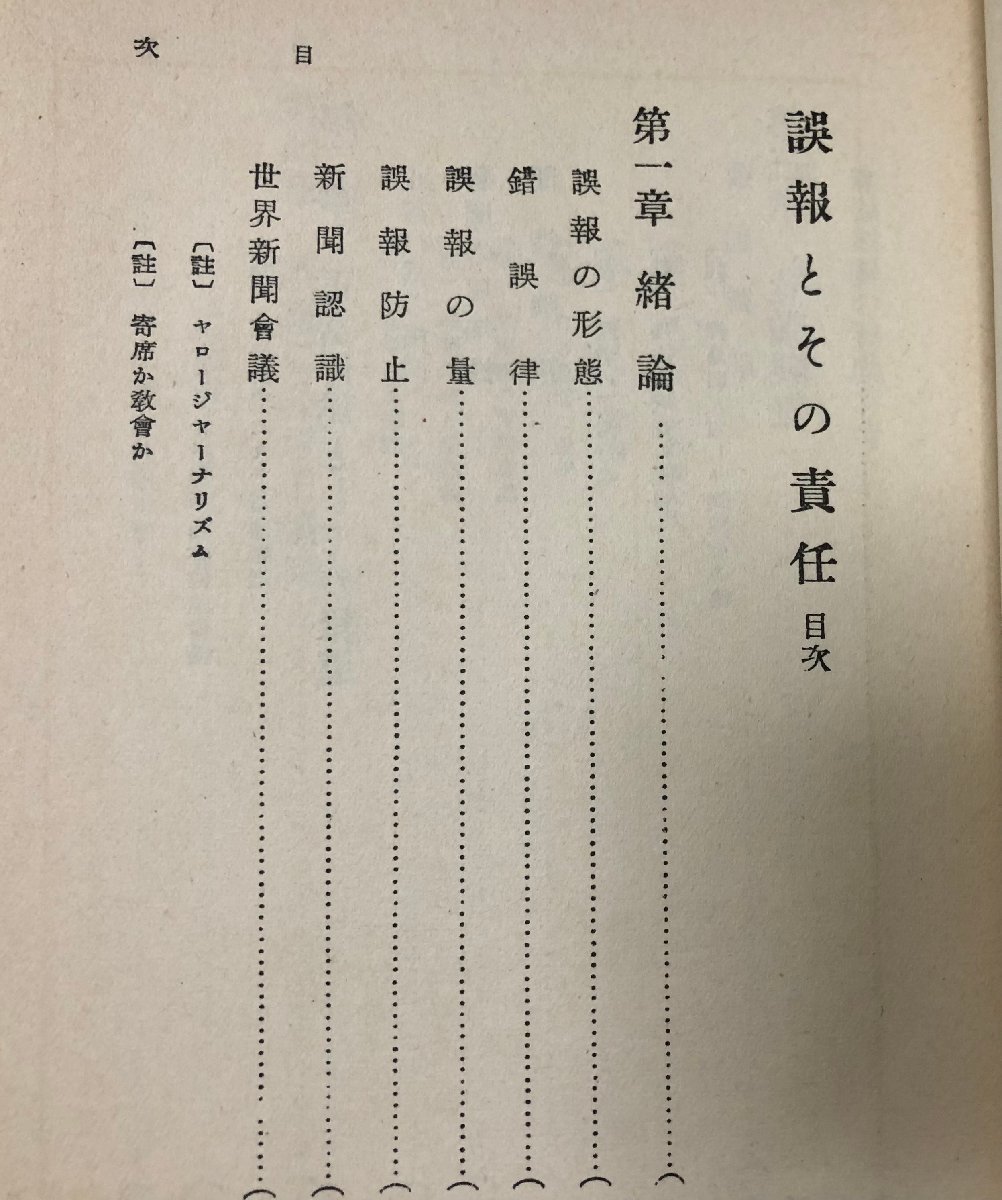 誤報とその責任 目次
第一章 緒論………(
誤報の形態………(
錯誤律………(
誤報の量………(
誤報防止………(
新聞認識………(
世界新聞會議………(
〔註〕 ヤロージャーナリズム
〔註〕 寄席か敎會か
目次